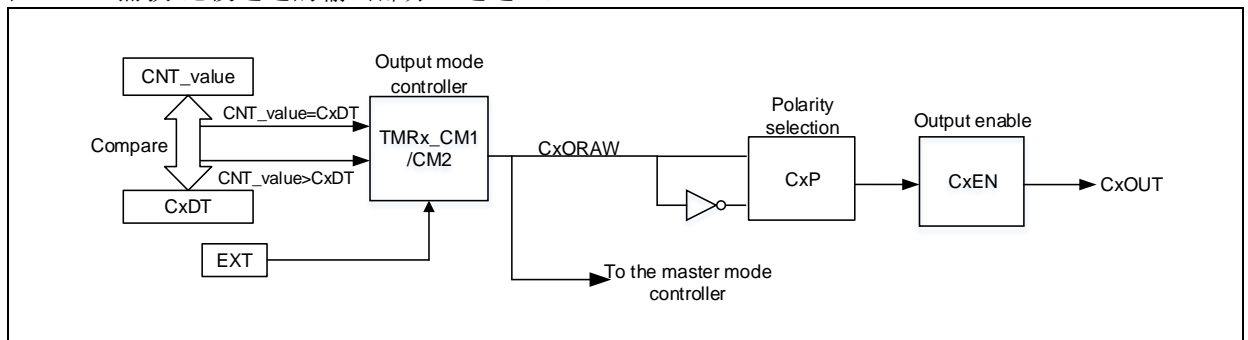 CNT_value
Compare
CxDT
CNT_value=CxDT
CNT_value>CxDT
EXT
Output mode
controller
TMRx_CM1
/CM2
CxORAW
To the master mode
controller
Polarity
selection
CxP
Output enable
CxEN
CxOUT